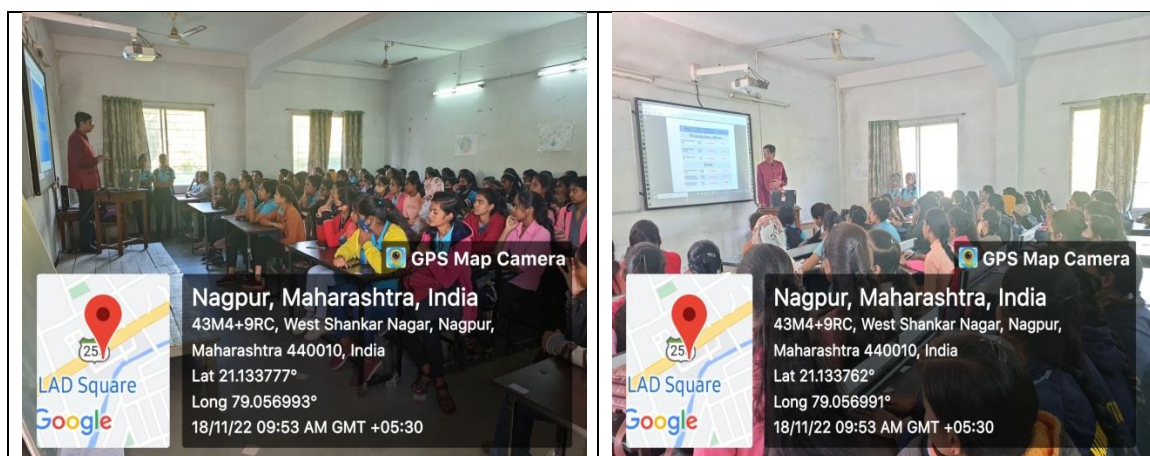 GPS Map Camera
Nagpur, Maharashtra, India
43M4+9RC, West Shankar Nagar, Nagpur,
Maharashtra 440010, India
Lat 21.133777°
Long 79.056993°
18/11/22 09:53 AM GMT +05:30
25
LAD Square
Google
GPS Map Camera
Nagpur, Maharashtra, India
43M4+9RC, West Shankar Nagar, Nagpur,
Maharashtra 440010, India
Lat 21.133762°
Long 79.056991°
18/11/22 09:53 AM GMT +05:30
25
LAD Square
Google